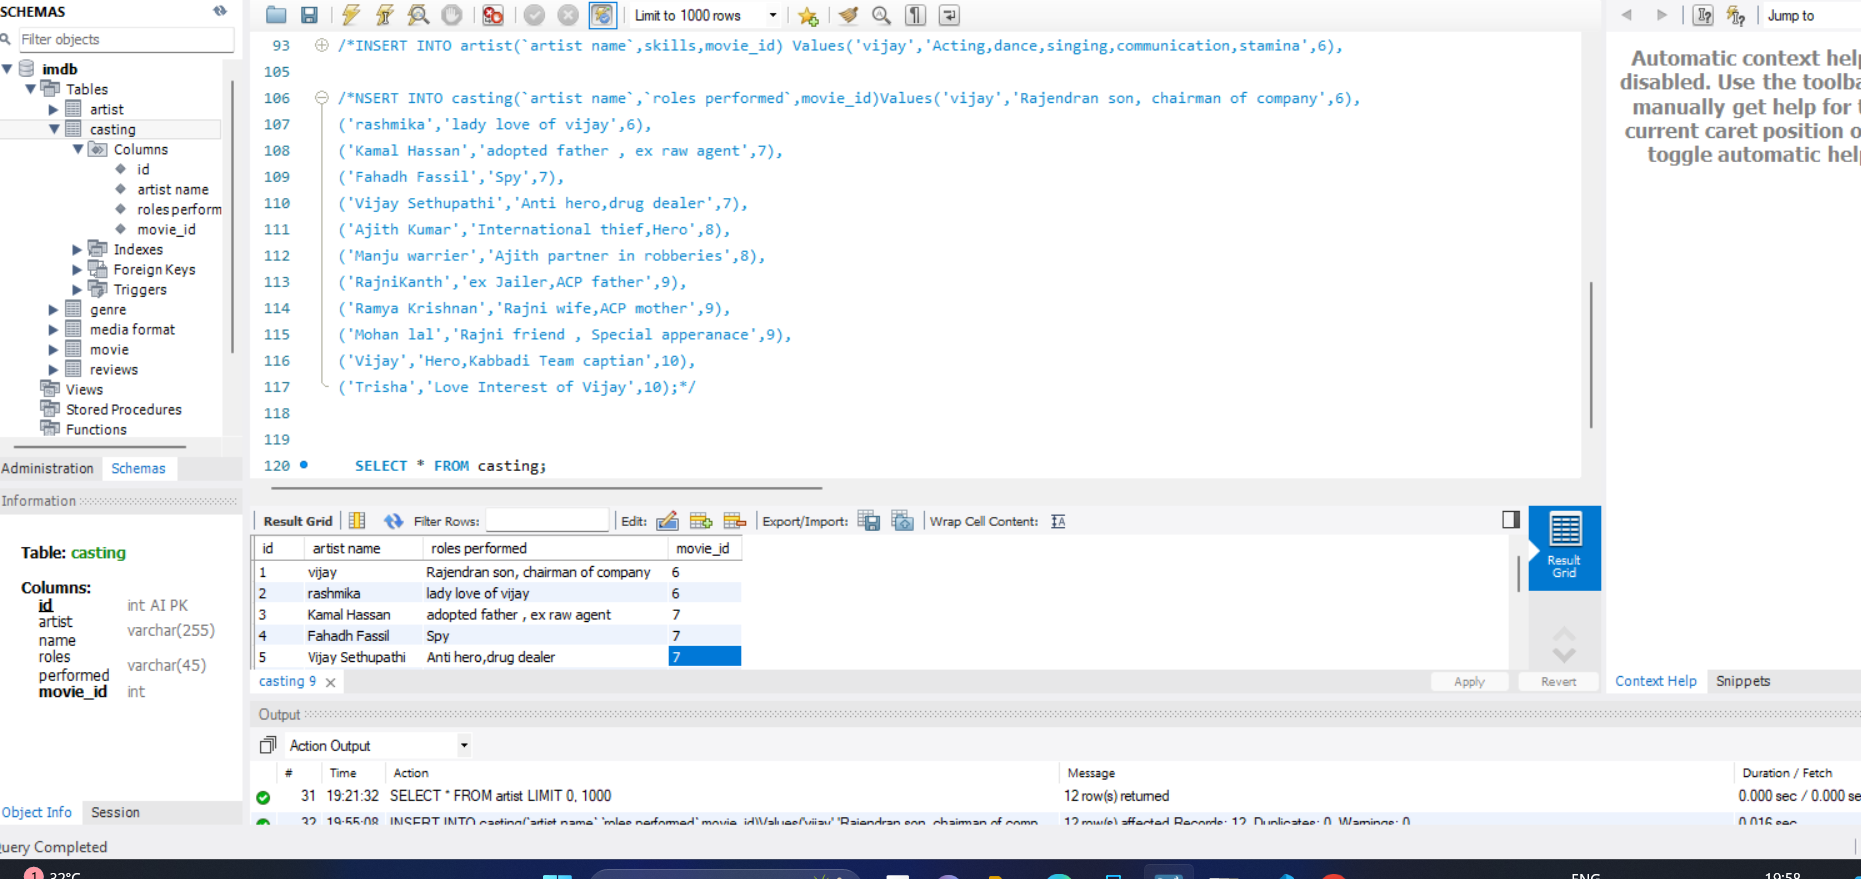 SCHEMAS
Filter objects
imdb
Tables
artist
casting
Columns
id
artist name
roles perform
movie_id
Indexes
Foreign Keys
Triggers
genre
media format
movie
reviews
Views
Stored Procedures
Functions
Administration Schemas
Information
Table: casting
Columns:
id int AI PK
artist name varchar(255)
roles performed varchar(45)
movie_id int
Object Info Session
Query Completed
Limit to 1000 rows
93 /*INSERT INTO artist(`artist name`,skills,movie_id) Values('vijay','Acting,dance,singing,communication,stamina',6),
105
106 /*NSERT INTO casting(`artist name`,`roles performed`,movie_id)Values('vijay','Rajendran son, chairman of company',6),
107 ('rashmika','lady love of vijay',6),
108 ('Kamal Hassan','adopted father , ex raw agent',7),
109 ('Fahadh Fassil','Spy',7),
110 ('Vijay Sethupathi','Anti hero,drug dealer',7),
111 ('Ajith Kumar','International thief,Hero',8),
112 ('Manju warrier','Ajith partner in robberies',8),
113 ('RajniKanth','ex Jailer,ACP father',9),
114 ('Ramya Krishnan','Rajni wife,ACP mother',9),
115 ('Mohan lal','Rajni friend , Special apperanace',9),
116 ('Vijay','Hero,Kabbadi Team captian',10),
117 ('Trisha','Love Interest of Vijay',10);*/
118
119
120 SELECT * FROM casting;
Result Grid Filter Rows: Edit: Export/Import: Wrap Cell Content:
id artist name roles performed movie_id
1 vijay Rajendran son, chairman of company 6
2 rashmika lady love of vijay 6
3 Kamal Hassan adopted father , ex raw agent 7
4 Fahadh Fassil Spy 7
5 Vijay Sethupathi Anti hero,drug dealer 7
Result
Grid
casting 9 Apply Revert
Output
Action Output
# Time Action Message Duration / Fetch
31 19:21:32 SELECT * FROM artist LIMIT 0, 1000 12 row(s) returned 0.000 sec / 0.000 se
32 19:55:08 INSERT INTO casting(`artist name`,`roles performed`,movie_id)Values('vijay','Rajendran son, chairman of comp... 12 row(s) affected Records: 12 Duplicates: 0 Warnings: 0 0.016 sec
Jump to
Automatic context help
disabled. Use the toolba
manually get help for t
current caret position o
toggle automatic help
Context Help Snippets
1 32°C
ENG
19:58